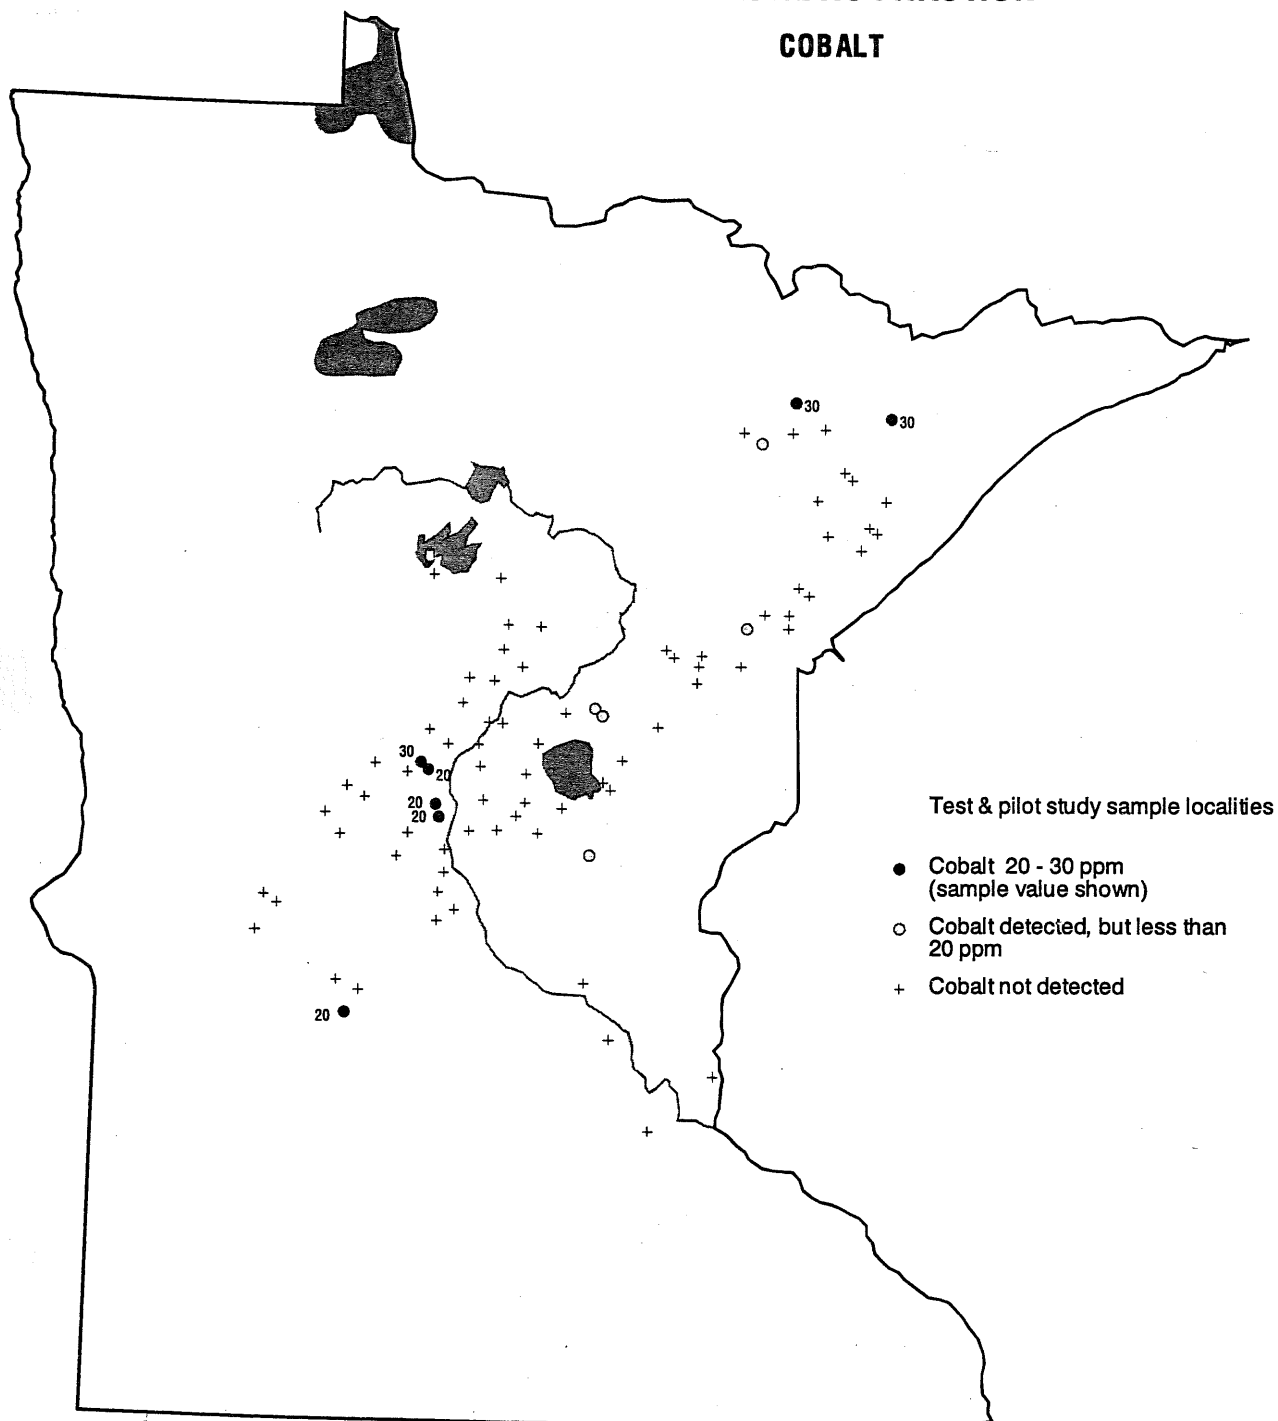 COBALT
30
30
30
20
20
20
Test & pilot study sample localities
Cobalt 20 - 30 ppm
(sample value shown)
Cobalt detected, but less than
20 ppm
Cobalt not detected
20